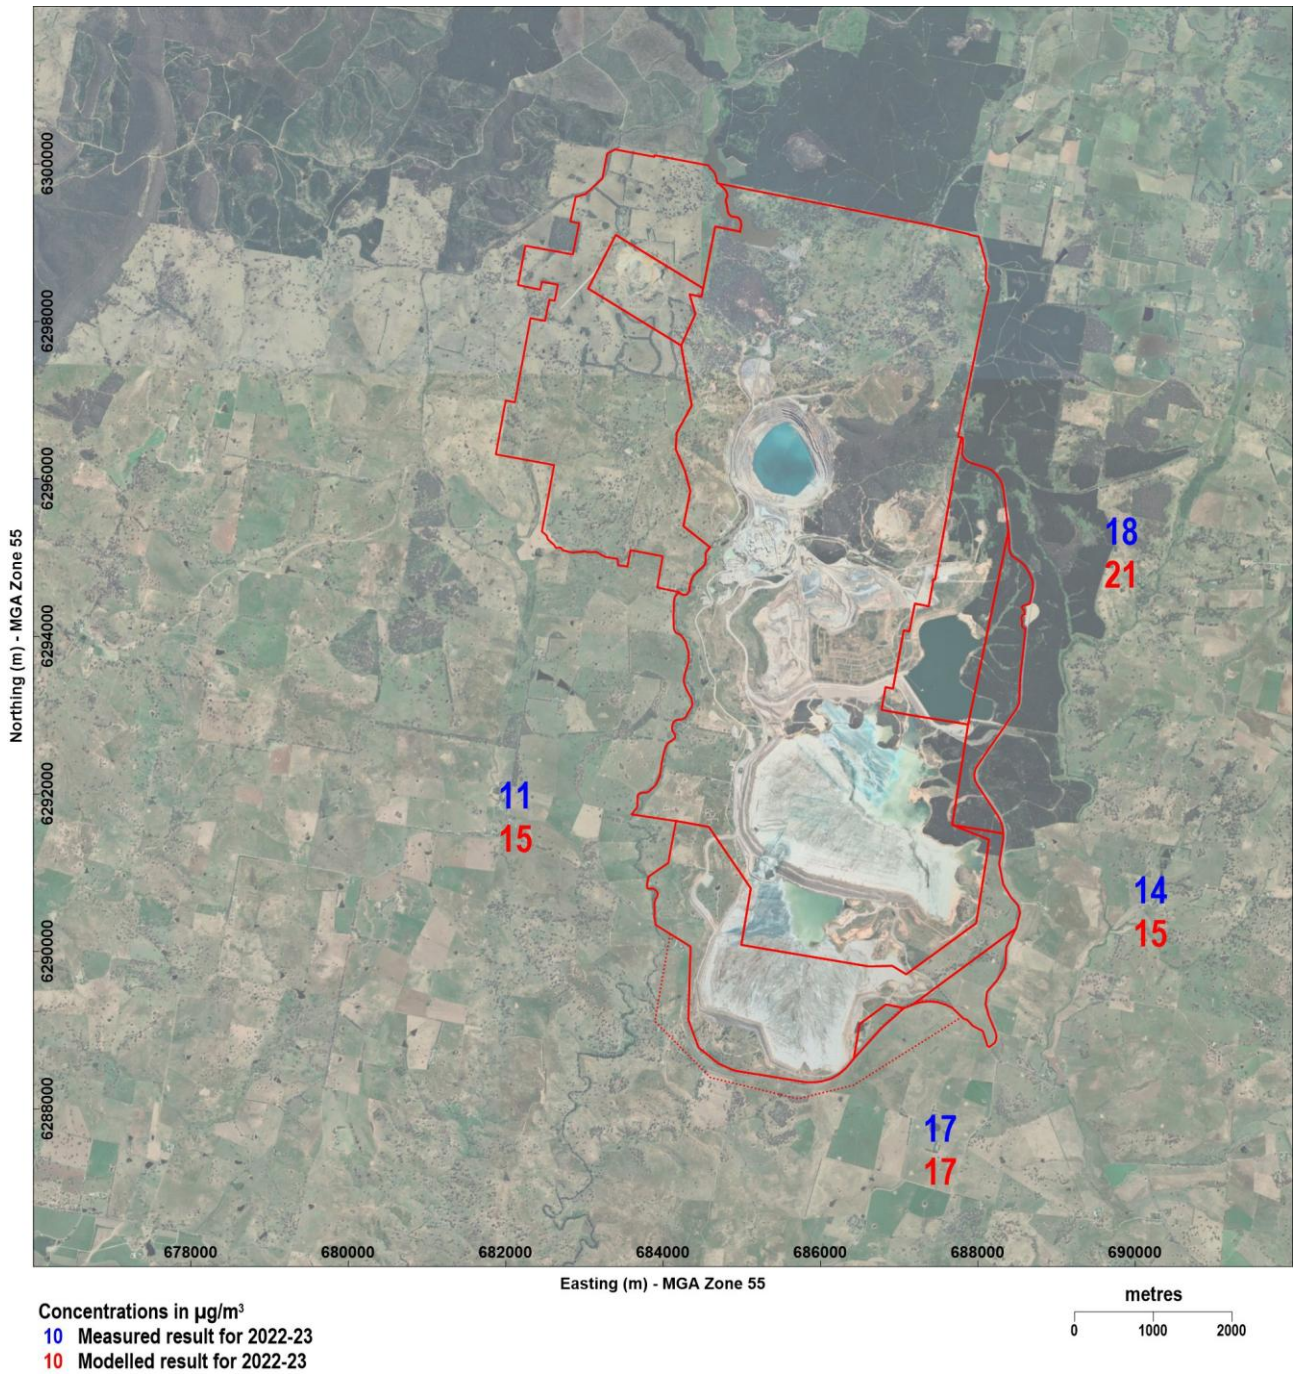 6300000
6298000
6296000
6294000
6292000
6290000
6288000
Northing (m) - MGA Zone 55
18
21
11
15
14
15
17
17
678000 680000 682000 684000 686000 688000 690000
Easting (m) - MGA Zone 55
metres
0 1000 2000
Concentrations in µg/m³
10 Measured result for 2022-23
10 Modelled result for 2022-23